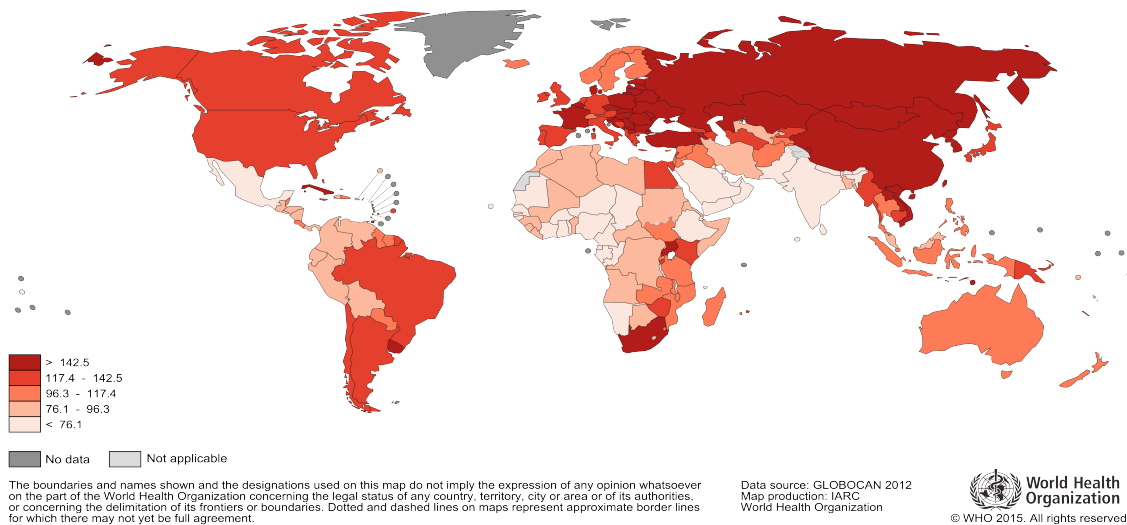 > 142.5
117.4 - 142.5
96.3 - 117.4
76.1 - 96.3
< 76.1
No data
Not applicable
The boundaries and names shown and the designations used on this map do not imply the expression of any opinion whatsoever
on the part of the World Health Organization concerning the legal status of any country, territory, city or area or of its authorities,
or concerning the delimitation of its frontiers or boundaries. Dotted and dashed lines on maps represent approximate border lines
for which there may not yet be full agreement.
Data source: GLOBOCAN 2012
Map production: IARC
World Health Organization
World Health
Organization
© WHO 2015. All rights reserved